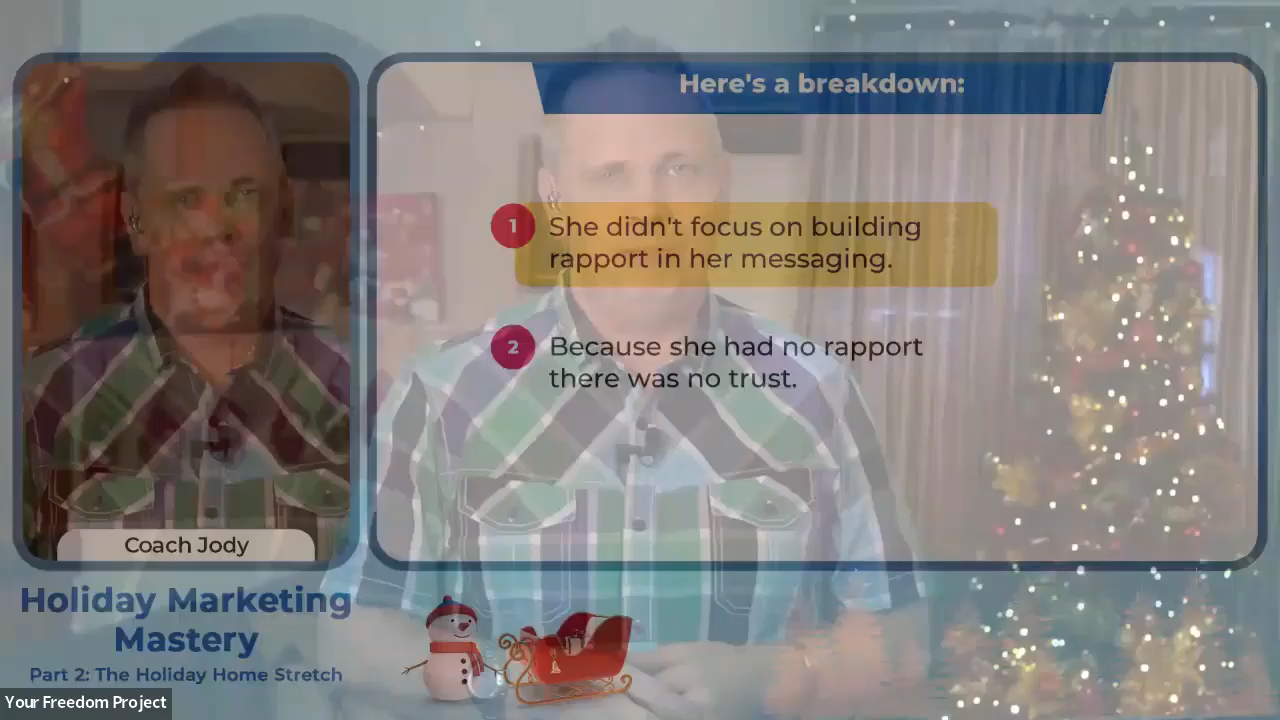 Here's a breakdown:
1
She didn't focus on building
rapport in her messaging.
2
Because she had no rapport
there was no trust.
Coach Jody
Holiday Marketing
Mastery
Part 2: The Holiday Home Stretch
Your Freedom Project